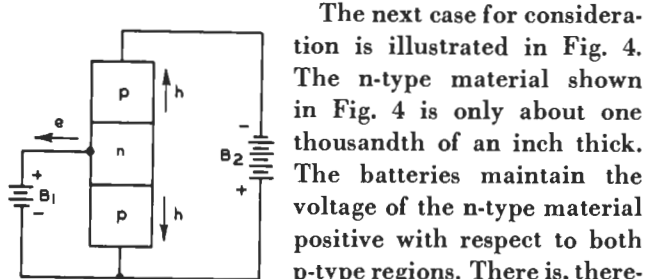 The next case for considera-
tion is illustrated in Fig. 4.
The n-type material shown
in Fig. 4 is only about one
thousandth of an inch thick.
The batteries maintain the
voltage of the n-type material
positive with respect to both
p-type regions. There is, there-
p
h
e
n
B2
-
+
+
B1
-
p
h